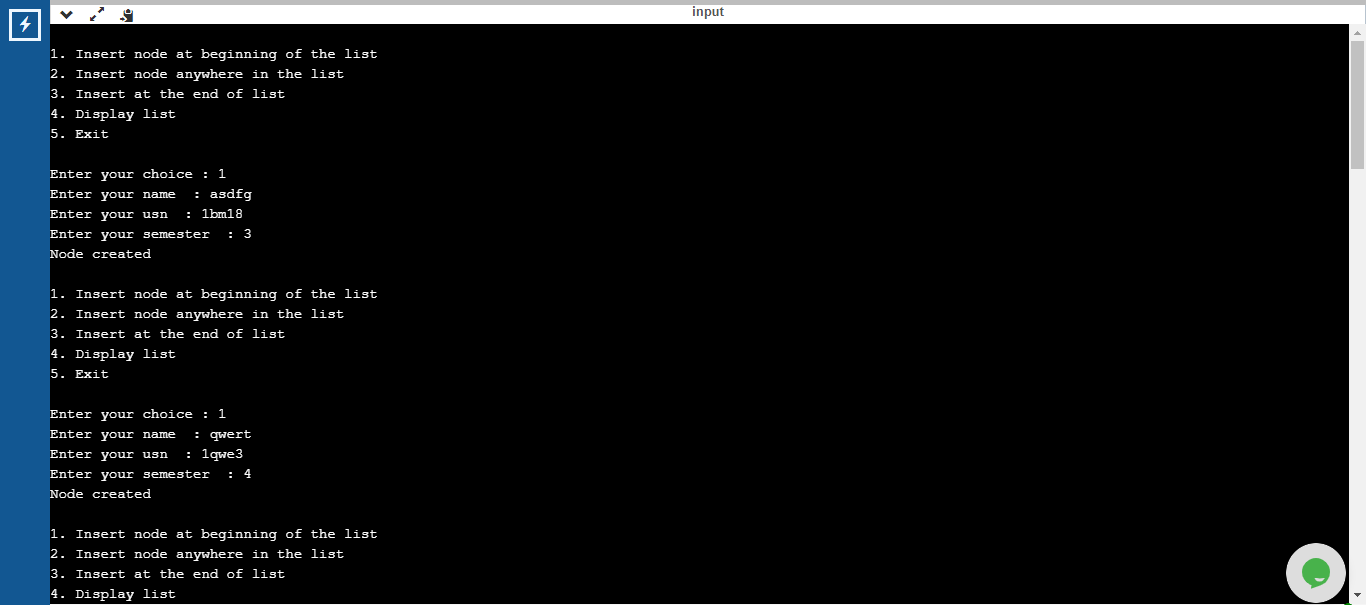 input
1. Insert node at beginning of the list
2. Insert node anywhere in the list
3. Insert at the end of list
4. Display list
5. Exit
Enter your choice : 1
Enter your name  : asdfg
Enter your usn  : 1bm18
Enter your semester  : 3
Node created
1. Insert node at beginning of the list
2. Insert node anywhere in the list
3. Insert at the end of list
4. Display list
5. Exit
Enter your choice : 1
Enter your name  : qwert
Enter your usn  : 1qwe3
Enter your semester  : 4
Node created
1. Insert node at beginning of the list
2. Insert node anywhere in the list
3. Insert at the end of list
4. Display list